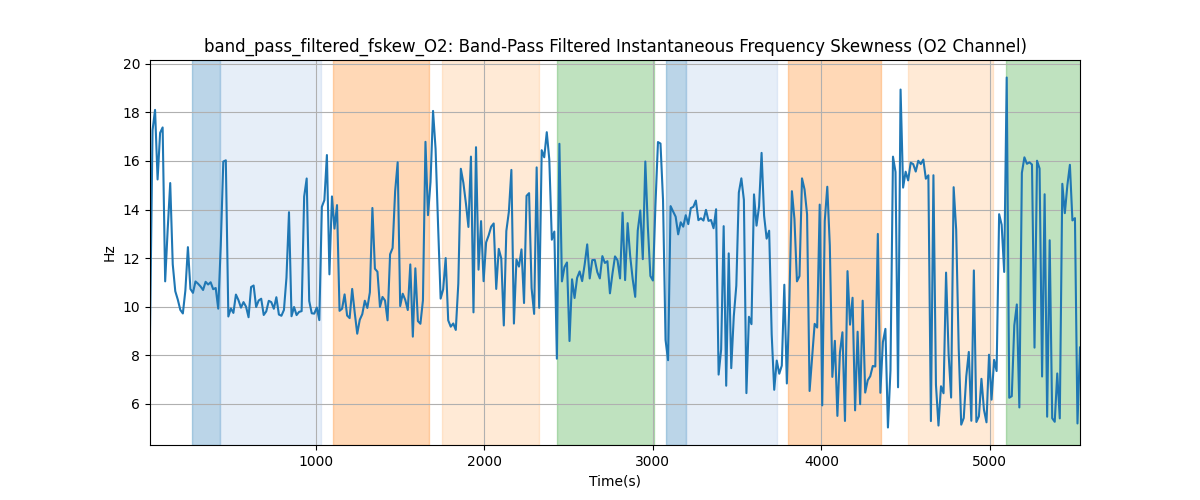 band_pass_filtered_fskew_O2: Band-Pass Filtered Instantaneous Frequency Skewness (O2 Channel)
20
18
16
14
12
10
8
6
Hz
1000 2000 3000 4000 5000
Time(s)